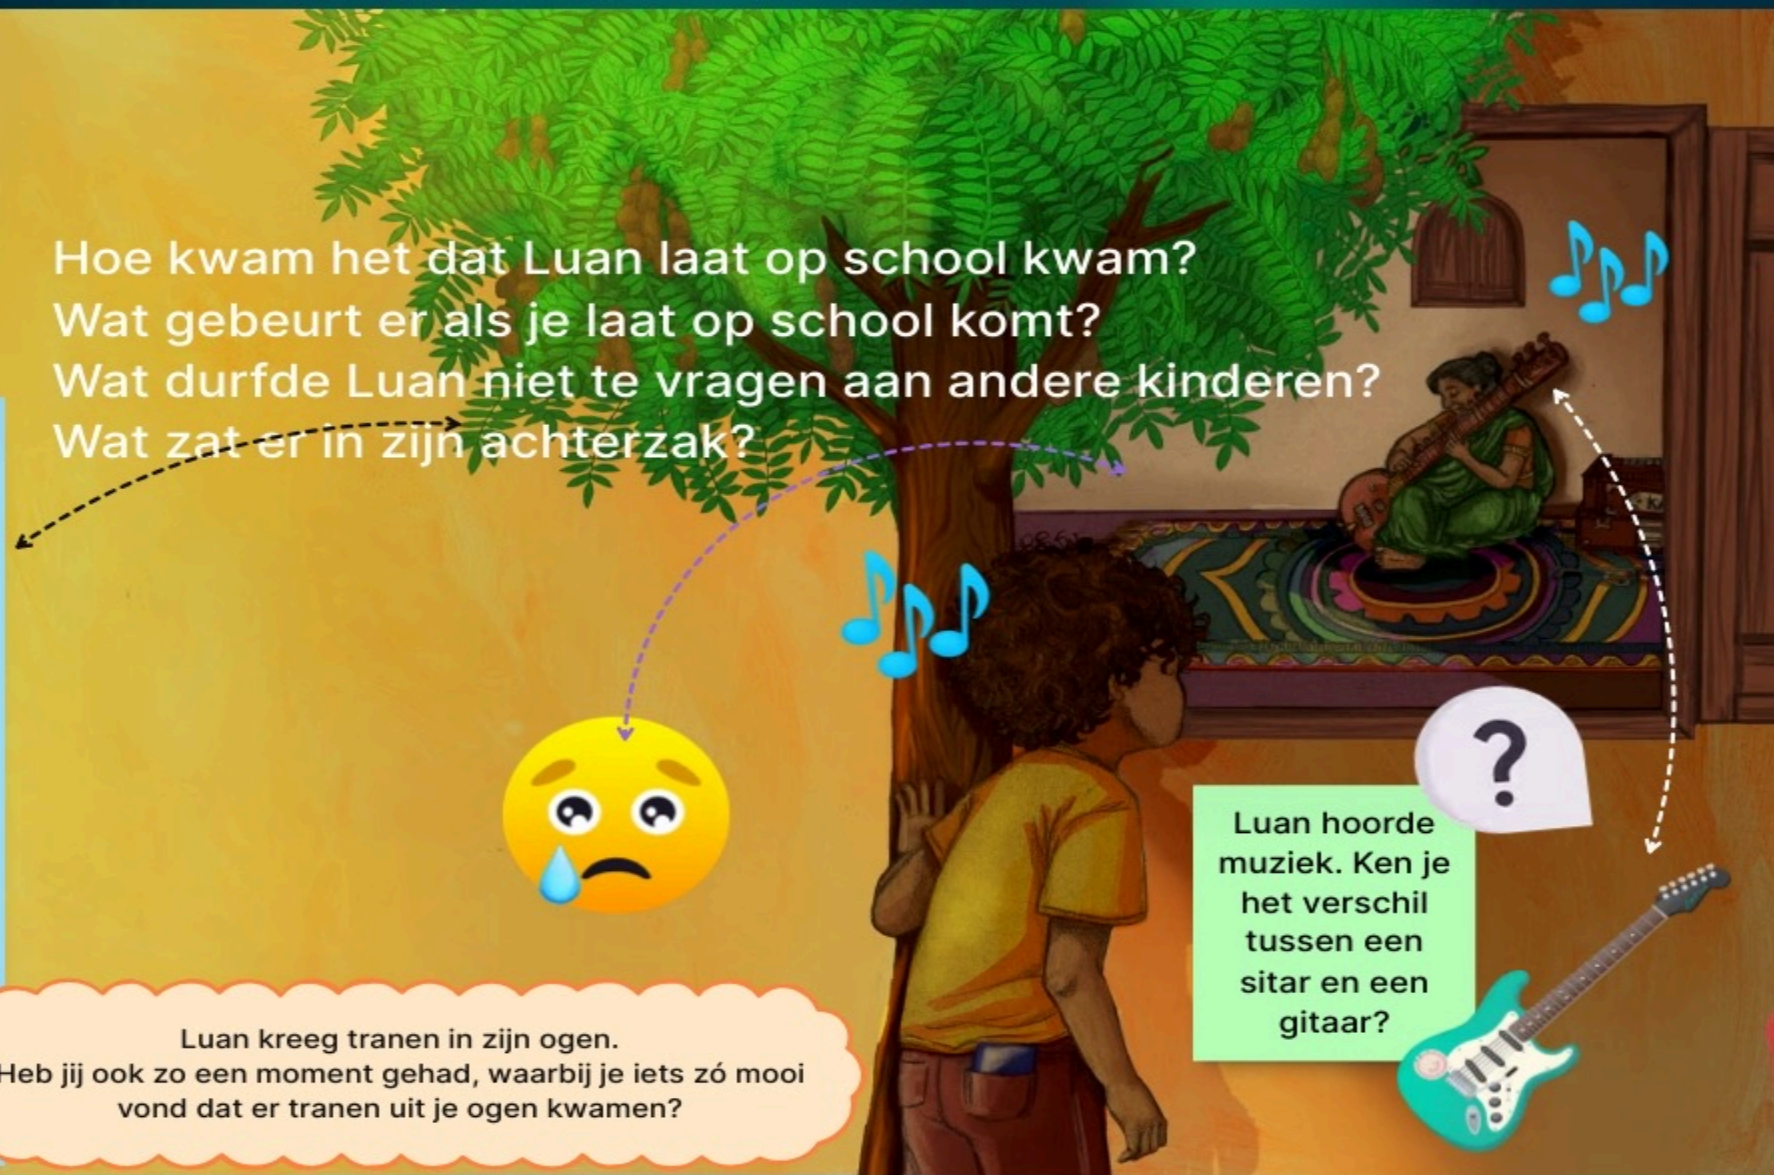 Hoe kwam het dat Luan laat op school kwam?
Wat gebeurt er als je laat op school komt?
Wat durfde Luan niet te vragen aan andere kinderen?
Wat zat er in zijn achterzak?
?
Luan hoorde
muziek. Ken je
het verschil
tussen een
sitar en een
gitaar?
Luan kreeg tranen in zijn ogen.
Heb jij ook zo een moment gehad, waarbij je iets zó mooi
vond dat er tranen uit je ogen kwamen?